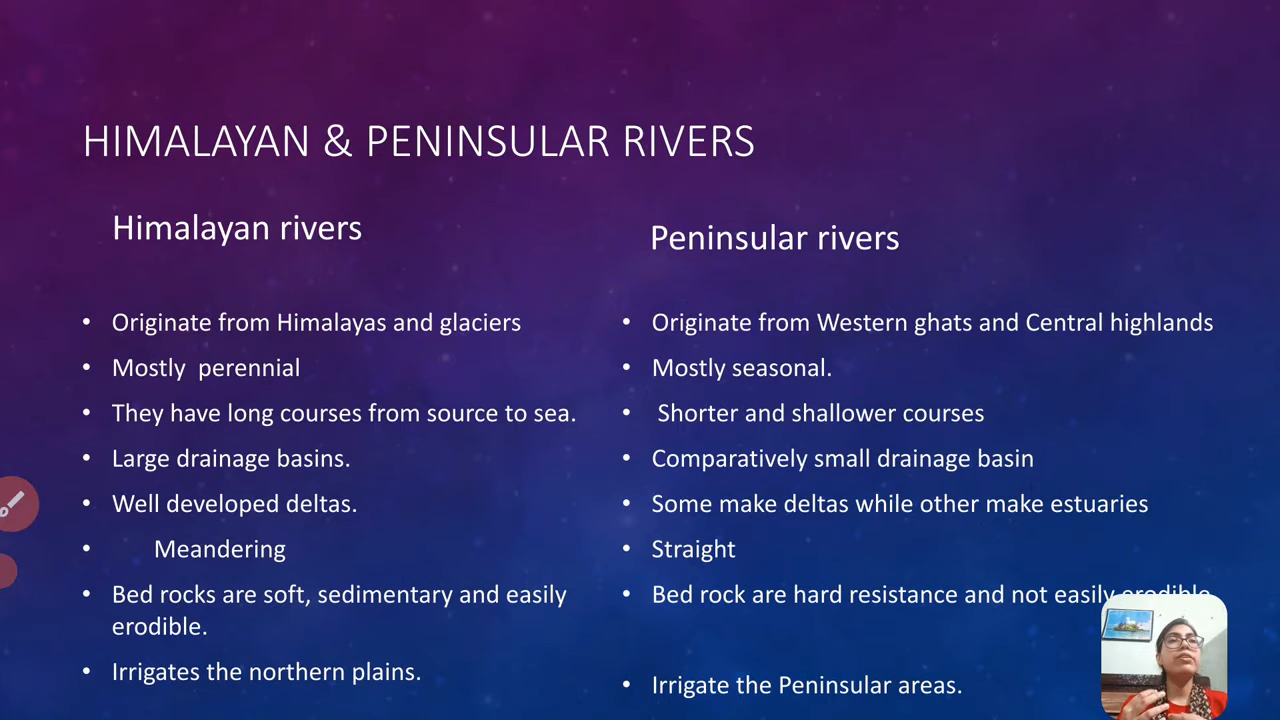 HIMALAYAN & PENINSULAR RIVERS
Himalayan rivers
• Originate from Himalayas and glaciers
• Mostly perennial
• They have long courses from source to sea.
• Large drainage basins.
• Well developed deltas.
• Meandering
• Bed rocks are soft, sedimentary and easily
erodible.
• Irrigates the northern plains.
Peninsular rivers
• Originate from Western ghats and Central highlands
• Mostly seasonal.
• Shorter and shallower courses
• Comparatively small drainage basin
• Some make deltas while other make estuaries
• Straight
• Bed rock are hard resistance and not easily erodible
• Irrigate the Peninsular areas.